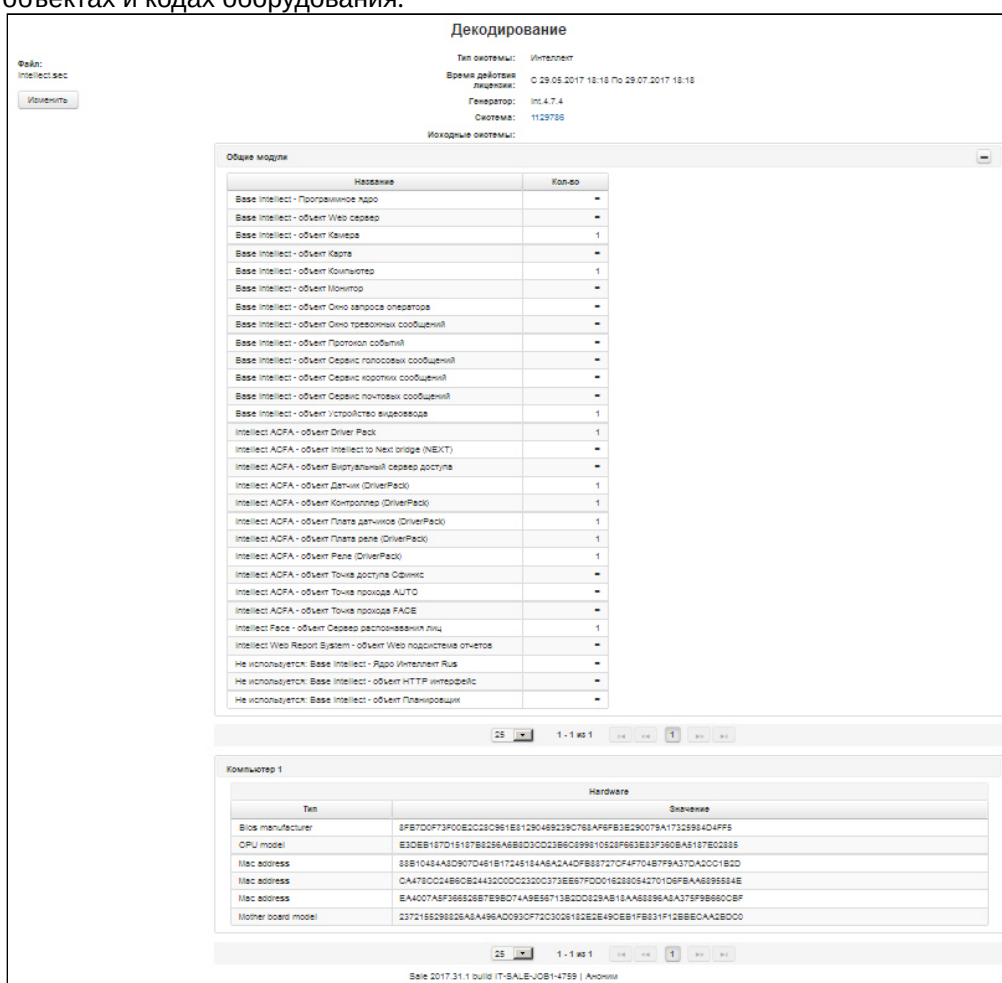 объектах и кодах оборудования.
Декодирование
Файл:
Intellect.sec
Изменить
Тип системы: Интеллект
Время действия лицензии: С 29.05.2017 18:18 По 29.07.2017 18:18
Генератор: Int.4.7.4
Система: 1129786
Исходные системы:
Общие модули
Название Кол-во
Base Intellect - Программное ядро ∞
Base Intellect - объект Web сервер ∞
Base Intellect - объект Камера 1
Base Intellect - объект Карта ∞
Base Intellect - объект Компьютер 1
Base Intellect - объект Монитор ∞
Base Intellect - объект Окно запроса оператора ∞
Base Intellect - объект Окно тревожных сообщений ∞
Base Intellect - объект Протокол событий ∞
Base Intellect - объект Сервис голосовых сообщений ∞
Base Intellect - объект Сервис коротких сообщений ∞
Base Intellect - объект Сервис почтовых сообщений ∞
Base Intellect - объект Устройство видеоввода 1
Intellect ACFA - объект Driver Pack 1
Intellect ACFA - объект Intellect to Next bridge (NEXT) ∞
Intellect ACFA - объект Виртуальный сервер доступа ∞
Intellect ACFA - объект Датчик (DriverPack) 1
Intellect ACFA - объект Контроллер (DriverPack) 1
Intellect ACFA - объект Плата датчиков (DriverPack) 1
Intellect ACFA - объект Плата реле (DriverPack) 1
Intellect ACFA - объект Реле (DriverPack) 1
Intellect ACFA - объект Точка доступа Сфинкс ∞
Intellect ACFA - объект Точка прохода AUTO ∞
Intellect ACFA - объект Точка прохода FACE ∞
Intellect Face - объект Сервер распознавания лиц 1
Intellect Web Report System - объект Web подсистема отчетов ∞
Не используется: Base Intellect - Ядро Интеллект Rus ∞
Не используется: Base Intellect - объект HTTP интерфейс ∞
Не используется: Base Intellect - объект Планировщик ∞
25 1 - 1 из 1 1
Компьютер 1
Hardware
Тип Значение
Bios manufacturer
CPU model
Mac address
Mac address
Mac address
Mother board model
25 1 - 1 из 1 1
Sale 2017.31.1 build IT-SALE-JOB1-4759 | Аноним